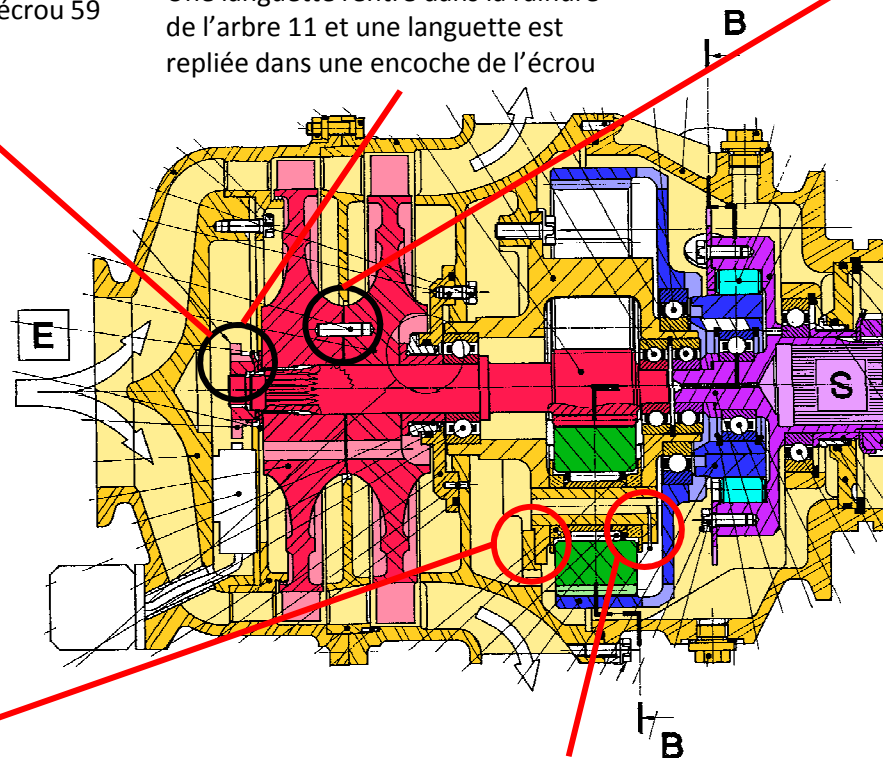 écrou 59
de l'arbre 11 et une languette est
repliée dans une encoche de l'écrou
B
E
S
B